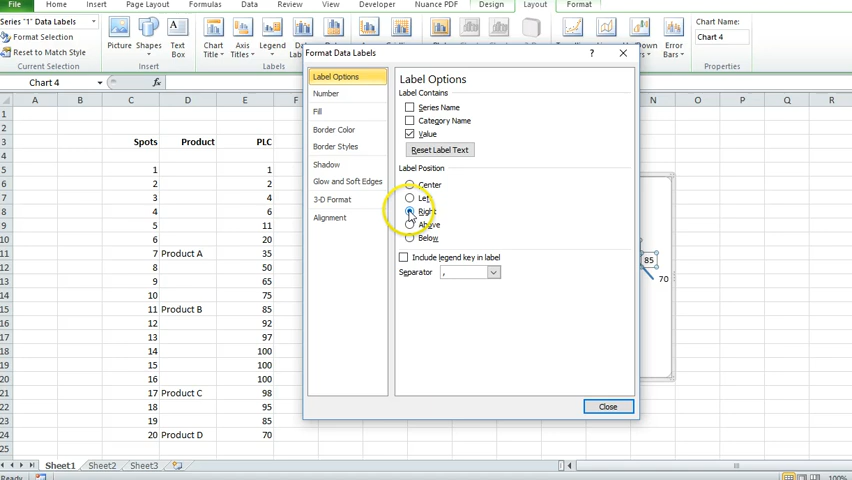 File Home Insert Page Layout Formulas Data Review View Developer Nuance PDF Design Layout Format
Series "1" Data Labels
Format Selection
Reset to Match Style
Current Selection
Picture Shapes Text Box
Chart Title Axis Titles Legend
Labels
Error Bars
Chart Name:
Chart 4
Properties
Chart 4 fx
A B C D E F N O P Q R
1
2
3 Spots Product PLC
4
5 1 1
6 2 2
7 3 4
8 4 6
9 5 11
10 6 20
11 7 Product A 35
12 8 50
13 9 65
14 10 75
15 11 Product B 85
16 12 92
17 13 97
18 14 100
19 15 100
20 16 100
21 17 Product C 98
22 18 95
23 19 85
24 20 Product D 70
25
Format Data Labels ?
Label Options
Number
Fill
Border Color
Border Styles
Shadow
Glow and Soft Edges
3-D Format
Alignment
Label Options
Label Contains
Series Name
Category Name
Value
Reset Label Text
Label Position
Center
Left
Right
Above
Below
Include legend key in label
Separator ,
Close
85
70
Sheet1 Sheet2 Sheet3
Ready 100%